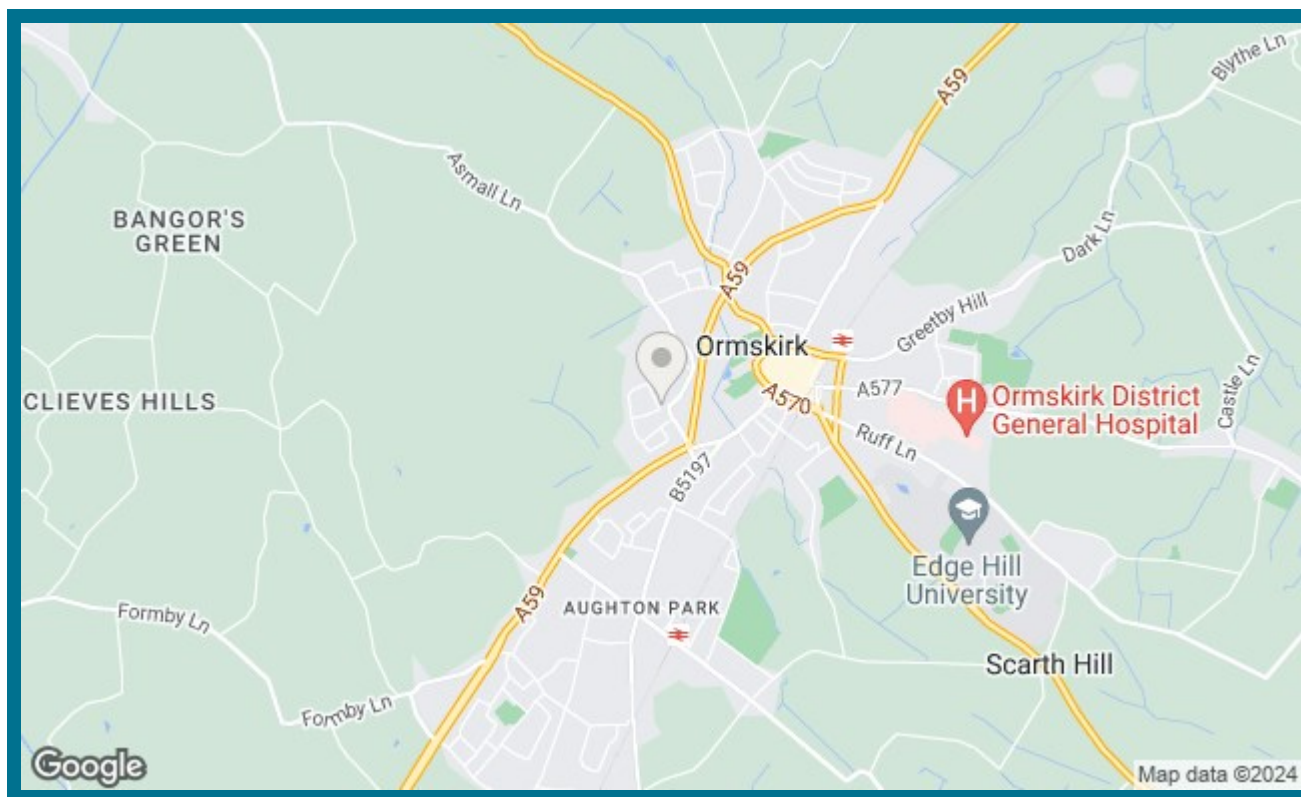 Blythe Ln
A59
Asmall Ln
BANGOR'S
GREEN
Dark Ln
A59
Greetby Hill
Ormskirk
CLIEVES HILLS
A577
A570
Castle Ln
H
Ormskirk District
General Hospital
Ruff Ln
B5197
Edge Hill
University
A59
AUGHTON PARK
Formby Ln
Scarth Hill
Formby Ln
Google
Map data ©2024